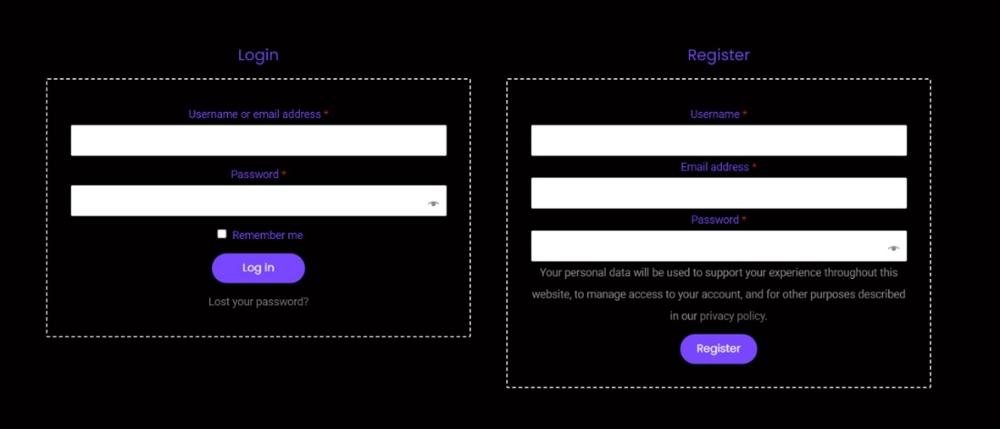 Login
Username or email address *
Password *
Remember me
Log in
Lost your password?
Register
Username *
Email address *
Password *
Your personal data will be used to support your experience throughout this
website, to manage access to your account, and for other purposes described
in our privacy policy.
Register